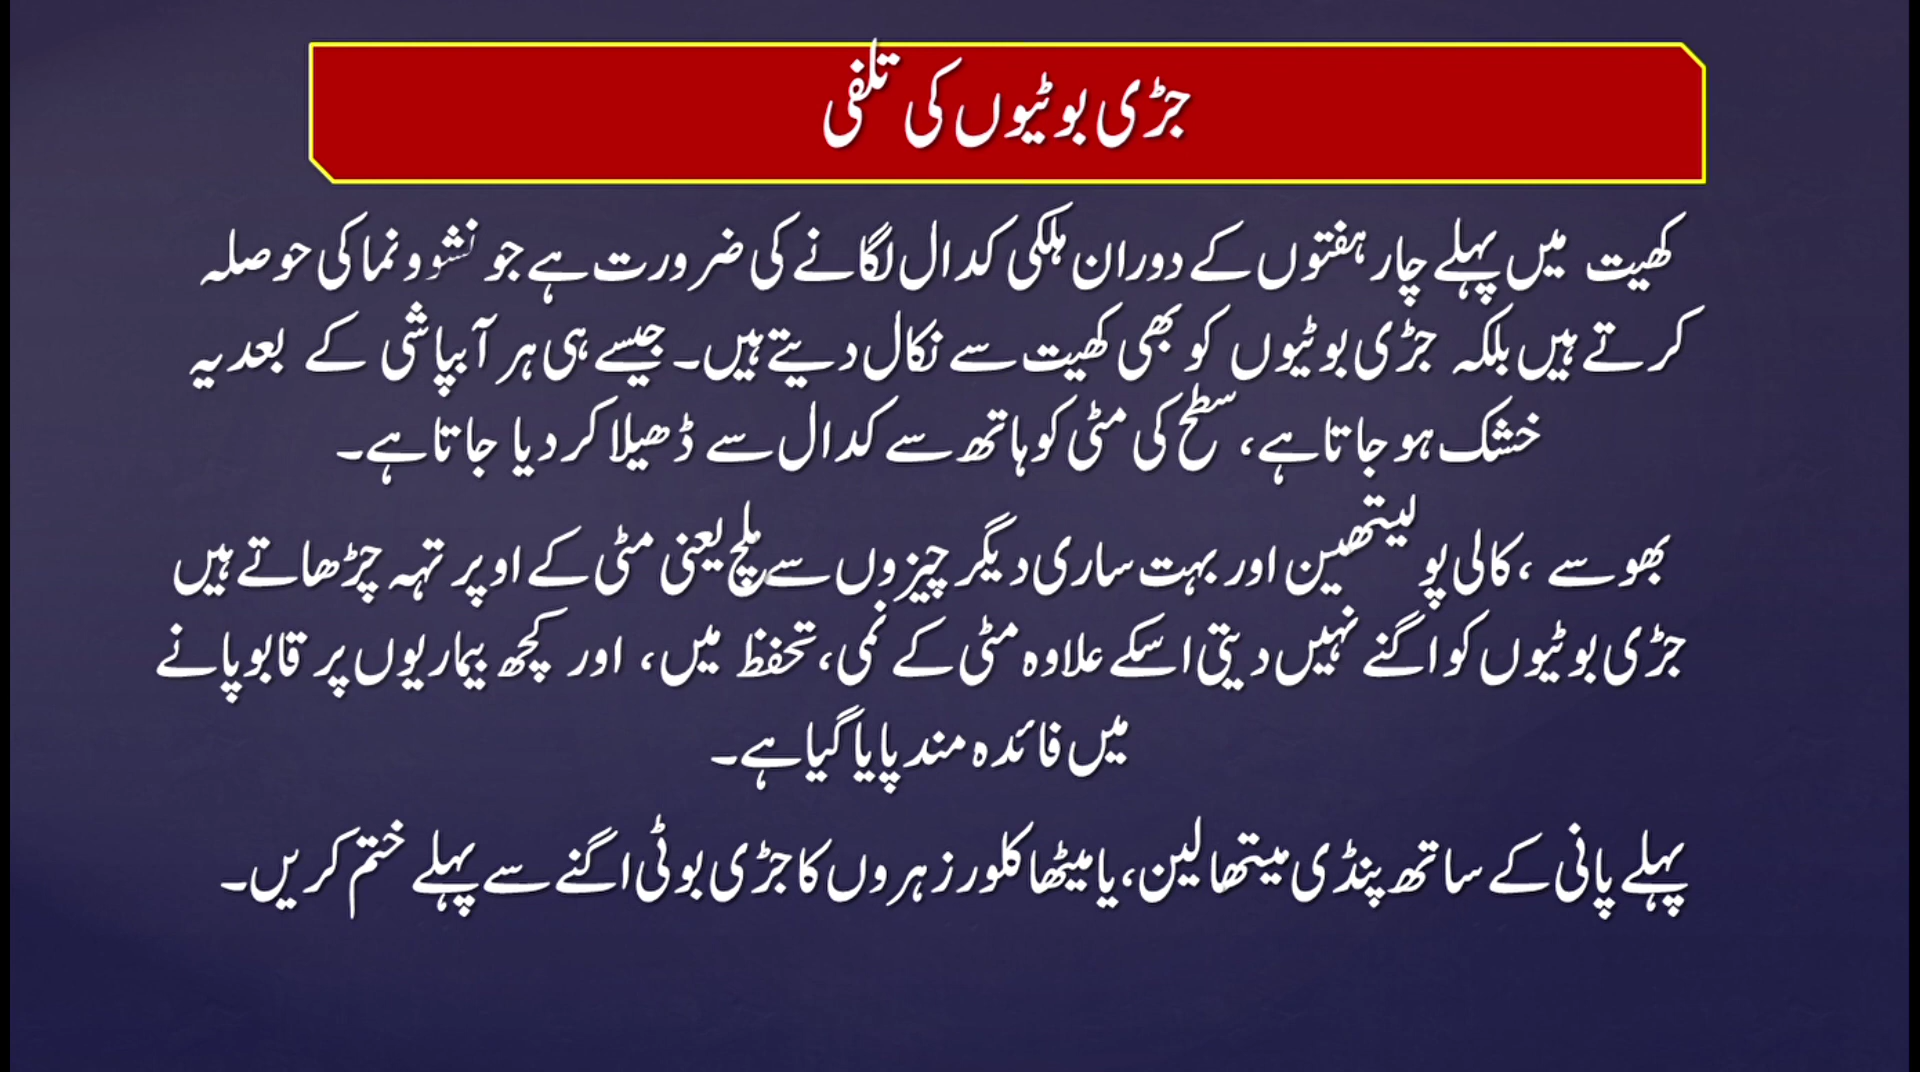 جڑی بوٹیوں کی تلفی
کھیت میں پہلے چار ہفتوں کے دوران ہلکی کدال لگانے کی ضرورت ہے جو نشوو نما کی حوصلہ
کرتے ہیں بلکہ جڑی بوٹیوں کو بھی کھیت سے نکال دیتے ہیں۔ جیسے ہی ہر آبپاشی کے بعد یہ
خشک ہو جاتا ہے، سطح کی مٹی کو ہاتھ سے کدال سے ڈھیلا کر دیا جاتا ہے۔
بھوسے ،کالی پولیتھین اور بہت ساری دیگر چیزوں سے ملچ یعنی مٹی کے اوپر تہہ چڑھاتے ہیں
جڑی بوٹیوں کو اگنے نہیں دیتی اسکے علاوہ مٹی کے نمی، تحفظ میں، اور کچھ بیماریوں پر قابو پانے
میں فائدہ مند پایا گیا ہے۔
پہلے پانی کے ساتھ پنڈی میتھالین، یا میٹھا کلور زہروں کا جڑی بوٹی اگنے سے پہلے ختم کریں۔